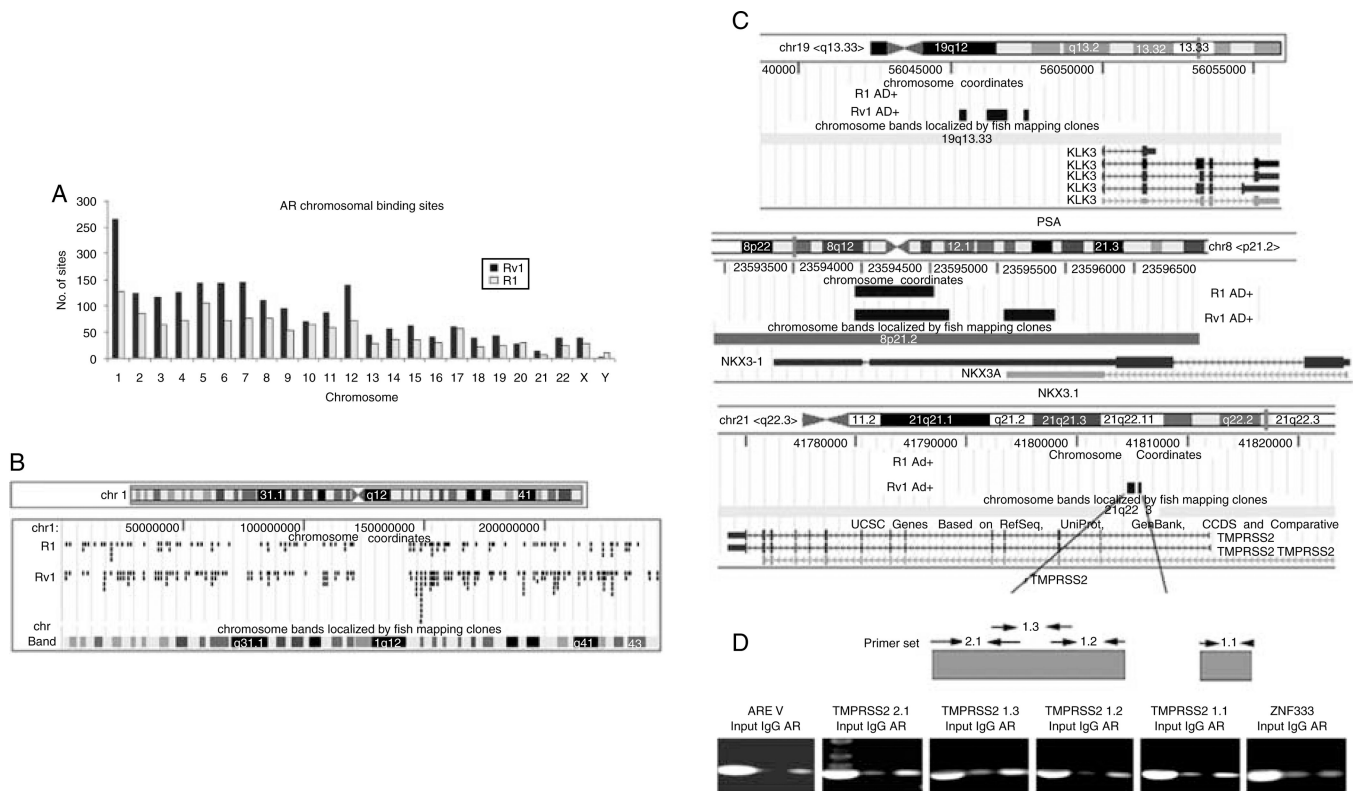 A
AR chromosomal binding sites
No. of sites
300
300
250
150
100
50
0
Rv1
R1
1 2 3 4 5 6 7 8 9 10 11 12 13 14 15 16 17 18 19 20 21 22 X Y
Chromosome
B
chr 1
31.1 q12 41
chr1: 50000000 100000000 150000000 200000000
chromosome coordinates
R1
Rv1
chr
Band
chromosome bands localized by fish mapping clones
q31.1 1q12 q41 43
C
chr19 <q13.33> 19q12 q13.2 13.32 13.33
40000 56045000 56050000 56055000
chromosome coordinates
R1 AD+
Rv1 AD+
chromosome bands localized by fish mapping clones
19q13.33
KLK3
KLK3
KLK3
KLK3
KLK3
PSA
8p22 8q12 12.1 21.3 chr8 <p21.2>
23593500 23594000 23594500 23595000 23595500 23596000 23596500
chromosome coordinates
R1 AD+
Rv1 AD+
chromosome bands localized by fish mapping clones
8p21.2
NKX3-1
NKX3A
NKX3.1
chr21 <q22.3> 11.2 21q21.1 q21.2 21q21.3 21q22.11 q22.2 21q22.3
41780000 41790000 41800000 41810000 41820000
Chromosome Coordinates
R1 Ad+
Rv1 Ad+
chromosome bands localized by fish mapping clones
21q22 3
UCSC Genes Based on RefSeq, UniProt, GenBank, CCDS and Comparative
TMPRSS2
TMPRSS2 TMPRSS2
TMPRSS2
D
Primer set
1.3
2.1 1.2 1.1
ARE V TMPRSS2 2.1 TMPRSS2 1.3 TMPRSS2 1.2 TMPRSS2 1.1 ZNF333
Input IgG AR Input IgG AR Input IgG AR Input IgG AR Input IgG AR Input IgG AR